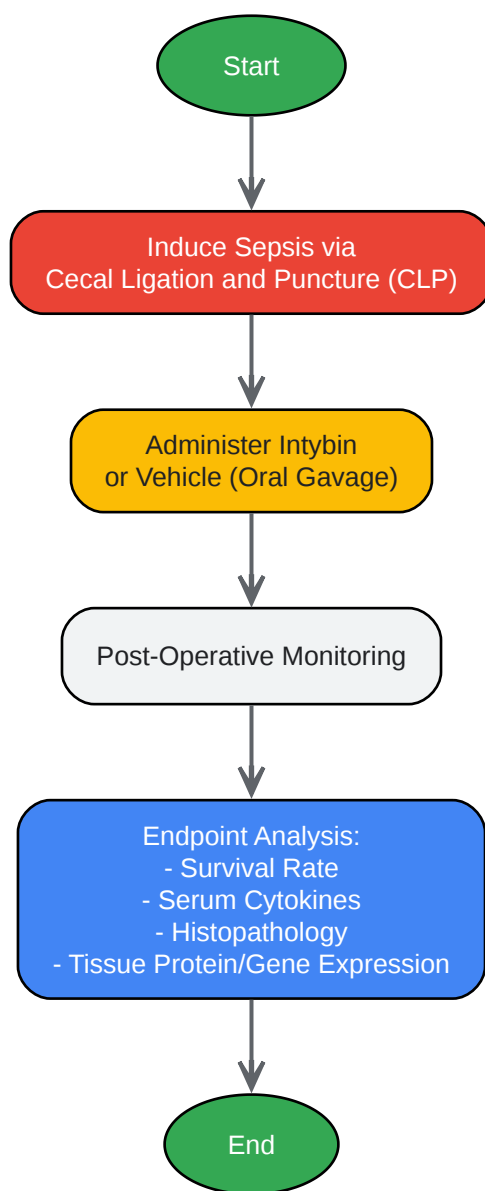 Start
Induce Sepsis via
Cecal Ligation and Puncture (CLP)
Administer Intybin
or Vehicle (Oral Gavage)
Post-Operative Monitoring
Endpoint Analysis:
- Survival Rate
- Serum Cytokines
- Histopathology
- Tissue Protein/Gene Expression
End